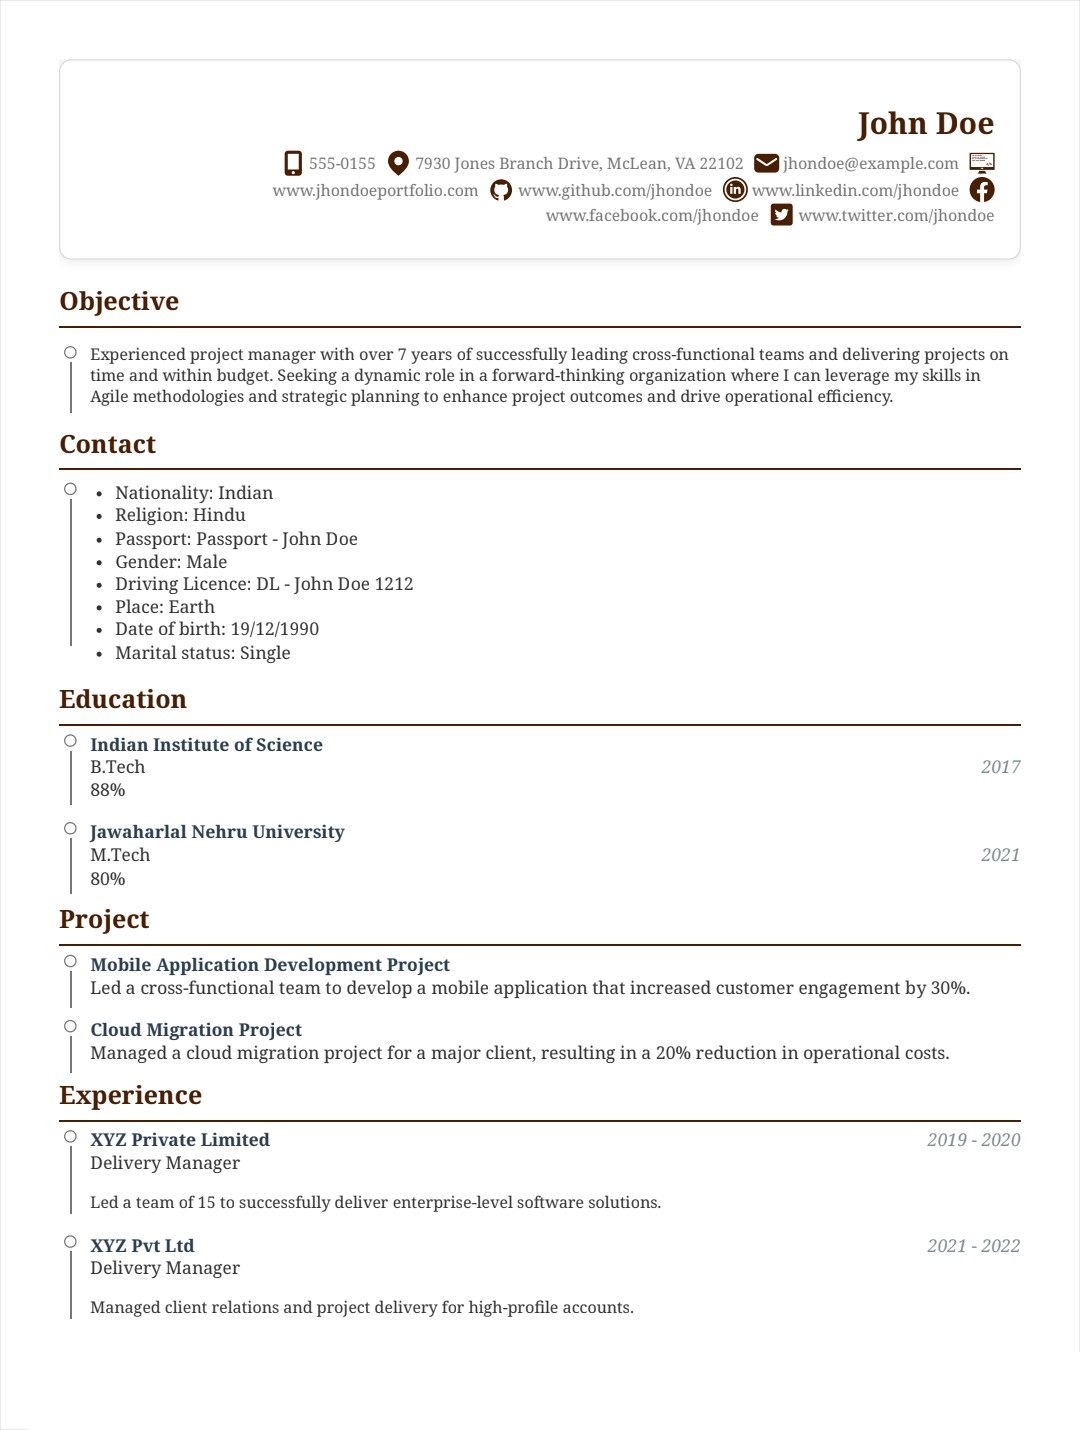 John Doe
555-0155 7930 Jones Branch Drive, McLean, VA 22102 jhondoe@example.com
www.jhondoeportfolio.com www.github.com/jhondoe www.linkedin.com/jhondoe
www.facebook.com/jhondoe www.twitter.com/jhondoe
Objective
Experienced project manager with over 7 years of successfully leading cross-functional teams and delivering projects on
time and within budget. Seeking a dynamic role in a forward-thinking organization where I can leverage my skills in
Agile methodologies and strategic planning to enhance project outcomes and drive operational efficiency.
Contact
• Nationality: Indian
• Religion: Hindu
• Passport: Passport - John Doe
• Gender: Male
• Driving Licence: DL - John Doe 1212
• Place: Earth
• Date of birth: 19/12/1990
• Marital status: Single
Education
Indian Institute of Science
B.Tech 2017
88%
Jawaharlal Nehru University
M.Tech 2021
80%
Project
Mobile Application Development Project
Led a cross-functional team to develop a mobile application that increased customer engagement by 30%.
Cloud Migration Project
Managed a cloud migration project for a major client, resulting in a 20% reduction in operational costs.
Experience
XYZ Private Limited 2019 - 2020
Delivery Manager
Led a team of 15 to successfully deliver enterprise-level software solutions.
XYZ Pvt Ltd 2021 - 2022
Delivery Manager
Managed client relations and project delivery for high-profile accounts.